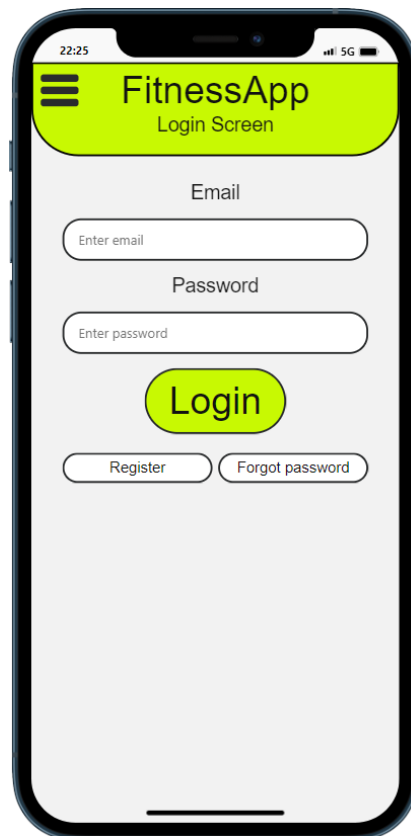 22:25 5G
FitnessApp
Login Screen
Email
Enter email
Password
Enter password
Login
Register Forgot password